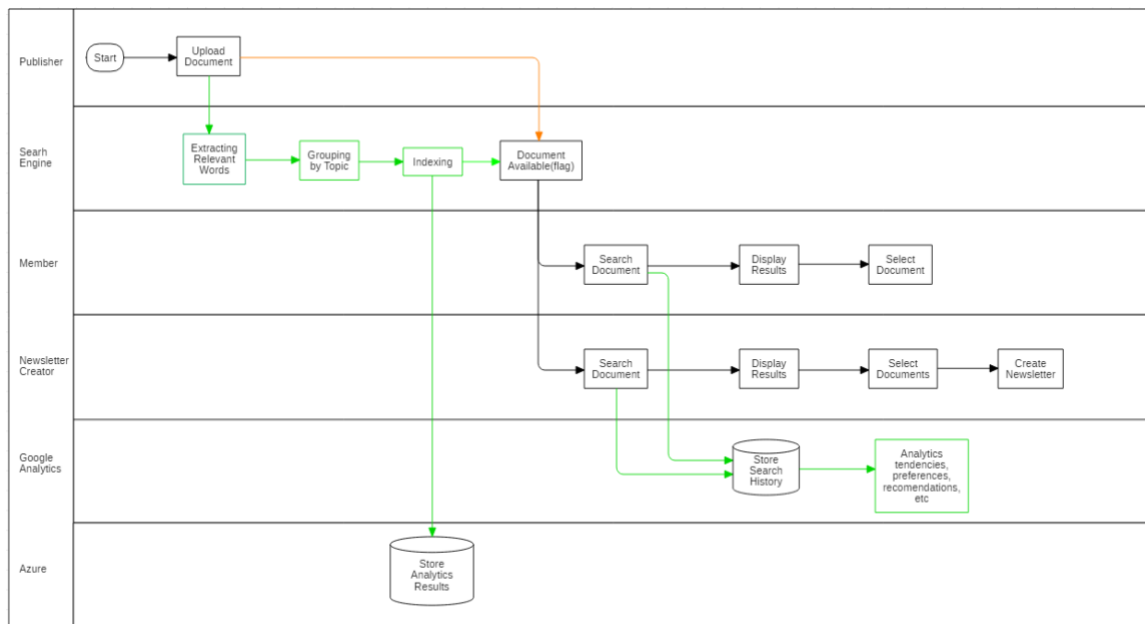 Publisher
Start
Upload
Document
Searh
Engine
Extracting
Relevant
Words
Grouping
by Topic
Indexing
Document
Available(flag)
Member
Search
Document
Display
Results
Select
Document
Newsletter
Creator
Search
Document
Display
Results
Select
Documents
Create
Newsletter
Google
Analytics
Store
Search
History
Analytics
tendencies,
preferences,
recomendations,
etc
Azure
Store
Analytics
Results